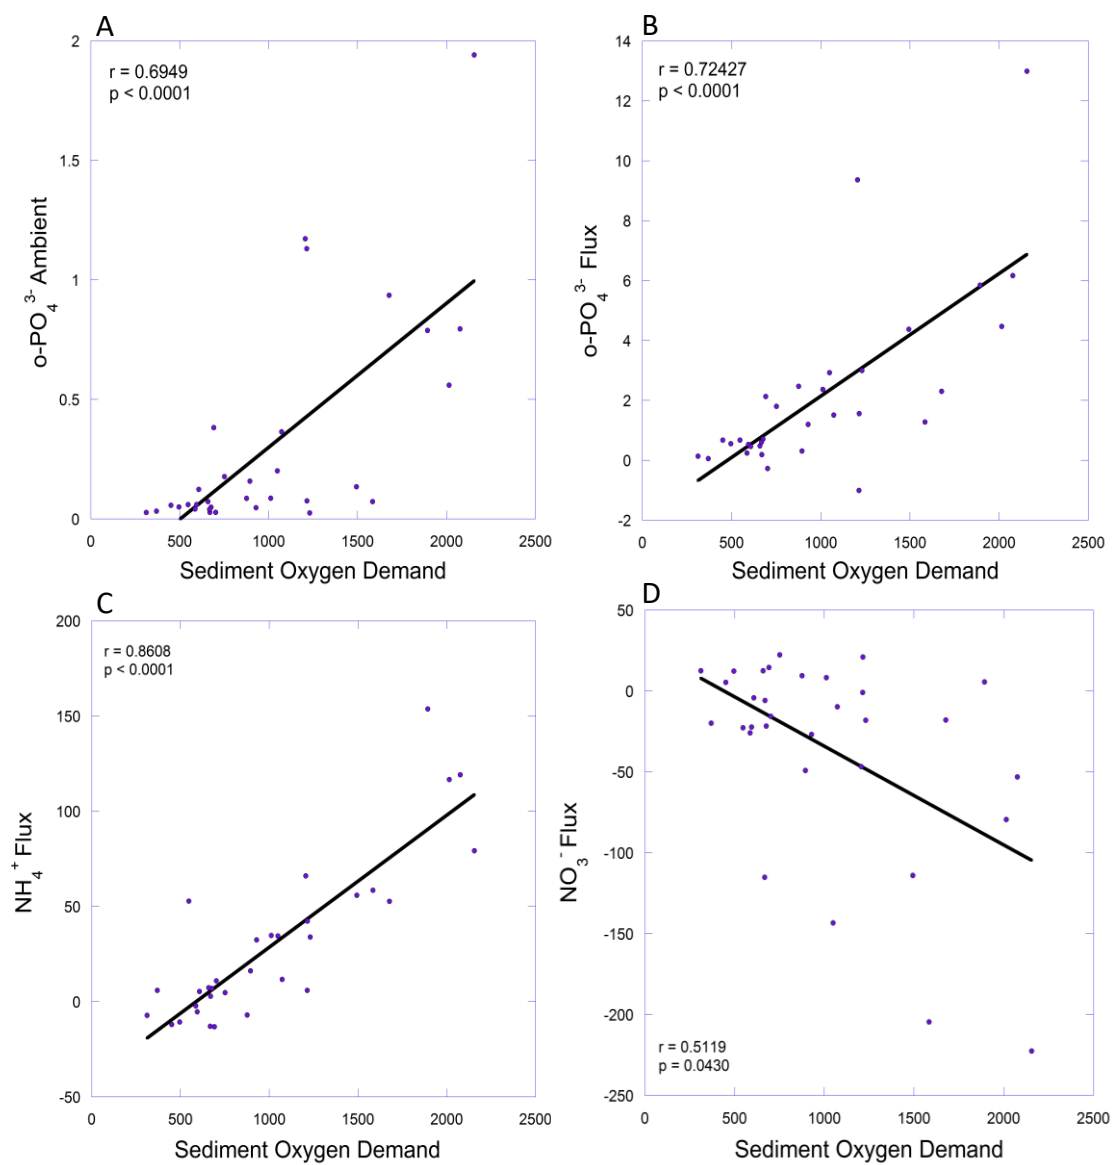 A
r = 0.6949
p < 0.0001
2
1.5
1
0.5
0
o-PO₄³⁻ Ambient
0 500 1000 1500 2000 2500
Sediment Oxygen Demand
B
r = 0.72427
p < 0.0001
14
12
10
8
6
4
2
0
-2
o-PO₄³⁻ Flux
0 500 1000 1500 2000 2500
Sediment Oxygen Demand
C
r = 0.8608
p < 0.0001
200
150
100
50
0
-50
NH₄⁺ Flux
0 500 1000 1500 2000 2500
Sediment Oxygen Demand
D
50
0
-50
-100
-150
-200
-250
NO₃⁻ Flux
r = 0.5119
p = 0.0430
0 500 1000 1500 2000 2500
Sediment Oxygen Demand